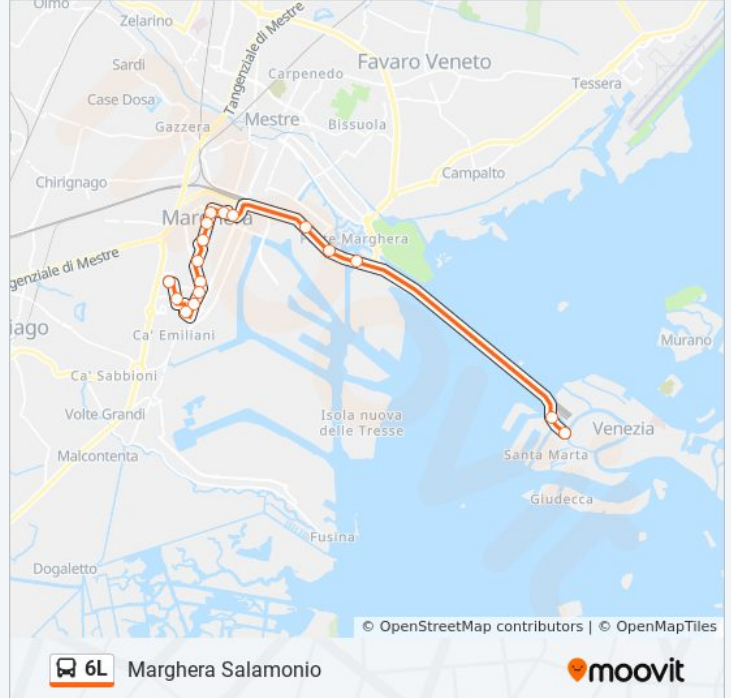 Olmo
Zelarino
Tangenziale di Mestre
Sardi
Carpenedo
Favaro Veneto
Tessera
Case Dosa
Mestre
Gazzera
Bissuola
Chirignago
Campalto
Marghera
Forte Marghera
genziale di Mestre
iago
Ca' Emiliani
Murano
Ca' Sabbioni
Volte Grandi
Isola nuova
delle Tresse
Venezia
Malcontenta
Santa Marta
Giudecca
Fusina
Dogaletto
© OpenStreetMap contributors | © OpenMapTiles
6L Marghera Salamonio
moovit